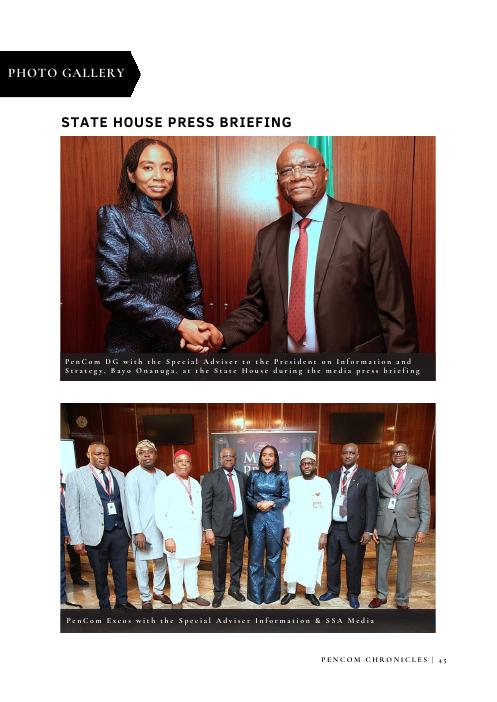 PHOTO GALLERY
STATE HOUSE PRESS BRIEFING
PenCom DG with the Special Adviser to the President on Information and
Strategy, Bayo Onanuga, at the State House during the media press briefing
PenCom Excos with the Special Adviser Information & SSA Media
PENCOM CHRONICLES | 45